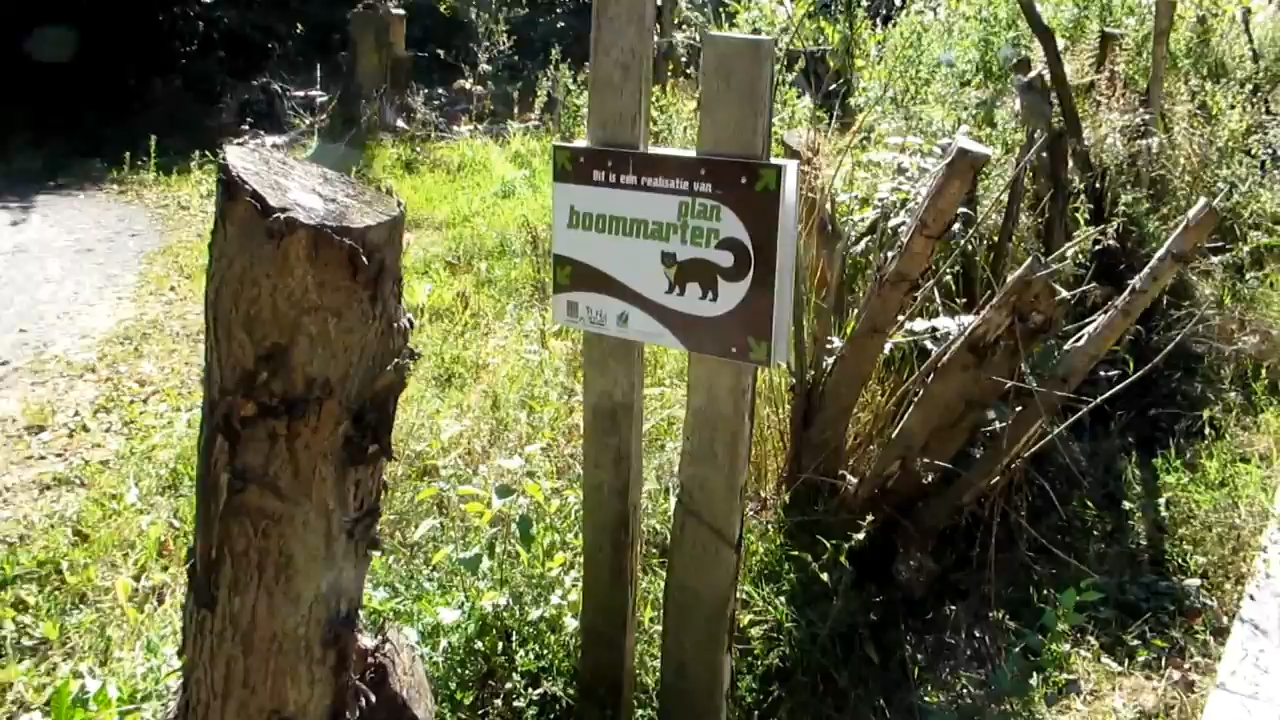 Dit is een realisatie van
plan
boommarter